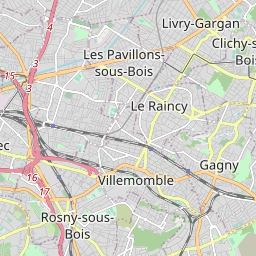 Livry-Gargan
Les Pavillons-
sous-Bois
Clichy-s
Bois
15
4
3
3
Le Raincy
ec
Gagny
17
16
Villemomble
Rosny-sous-
Bois
4